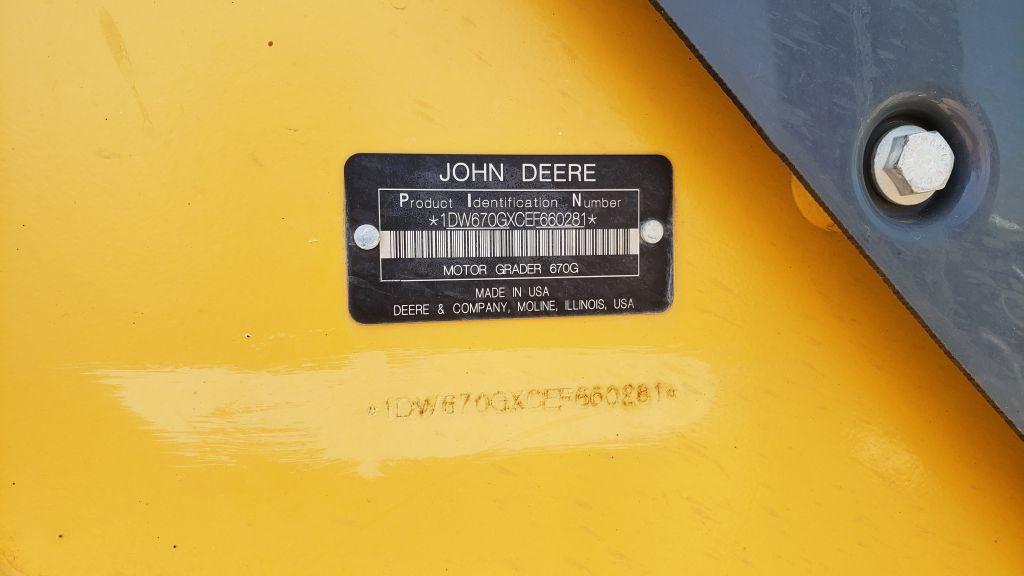 JOHN DEERE
Product Identification Number
*1DW670GXCEF660281*
MOTOR GRADER 670G
MADE IN USA
DEERE & COMPANY, MOLINE, ILLINOIS, USA
*1DW670GXCEF660281*